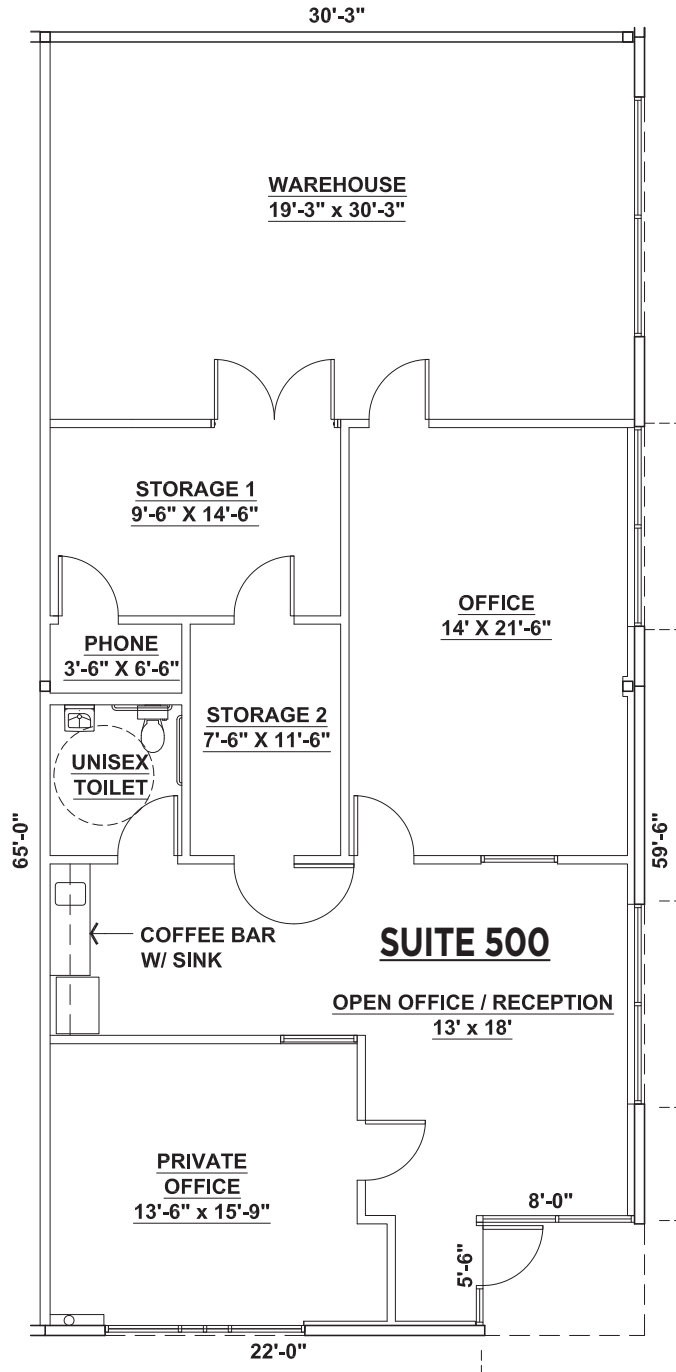 30'-3"
WAREHOUSE
19'-3" x 30'-3"
STORAGE 1
9'-6" X 14'-6"
OFFICE
14' X 21'-6"
PHONE
3'-6" X 6'-6"
STORAGE 2
7'-6" X 11'-6"
UNISEX
TOILET
65'-0"
59'-6"
COFFEE BAR
W/ SINK
SUITE 500
OPEN OFFICE / RECEPTION
13' x 18'
PRIVATE
OFFICE
13'-6" x 15'-9"
8'-0"
5'-6"
22'-0"